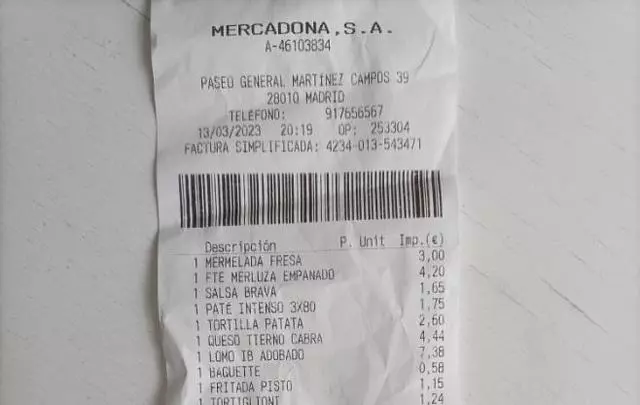 MERCADONA, S.A.
A-46103834
PASEO GENERAL MARTINEZ CAMPOS 39
28010 MADRID
TELÉFONO: 917656567
13/03/2023 20:19 OP: 253304
FACTURA SIMPLIFICADA: 4234-013-543471
Descripción P. Unit Imp.(€)
1 MERMELADA FRESA 3,00
1 FTE MERLUZA EMPANADO 4,20
1 SALSA BRAVA 1,65
1 PATÉ INTENSO 3X80 1,75
1 TORTILLA PATATA 2,60
1 QUESO TIERNO CABRA 4,44
1 LOMO IB ADOBADO 7,38
1 BAGUETTE 0,58
1 FRITADA PISTO 1,15
1 TORTIGLIONI 1,24